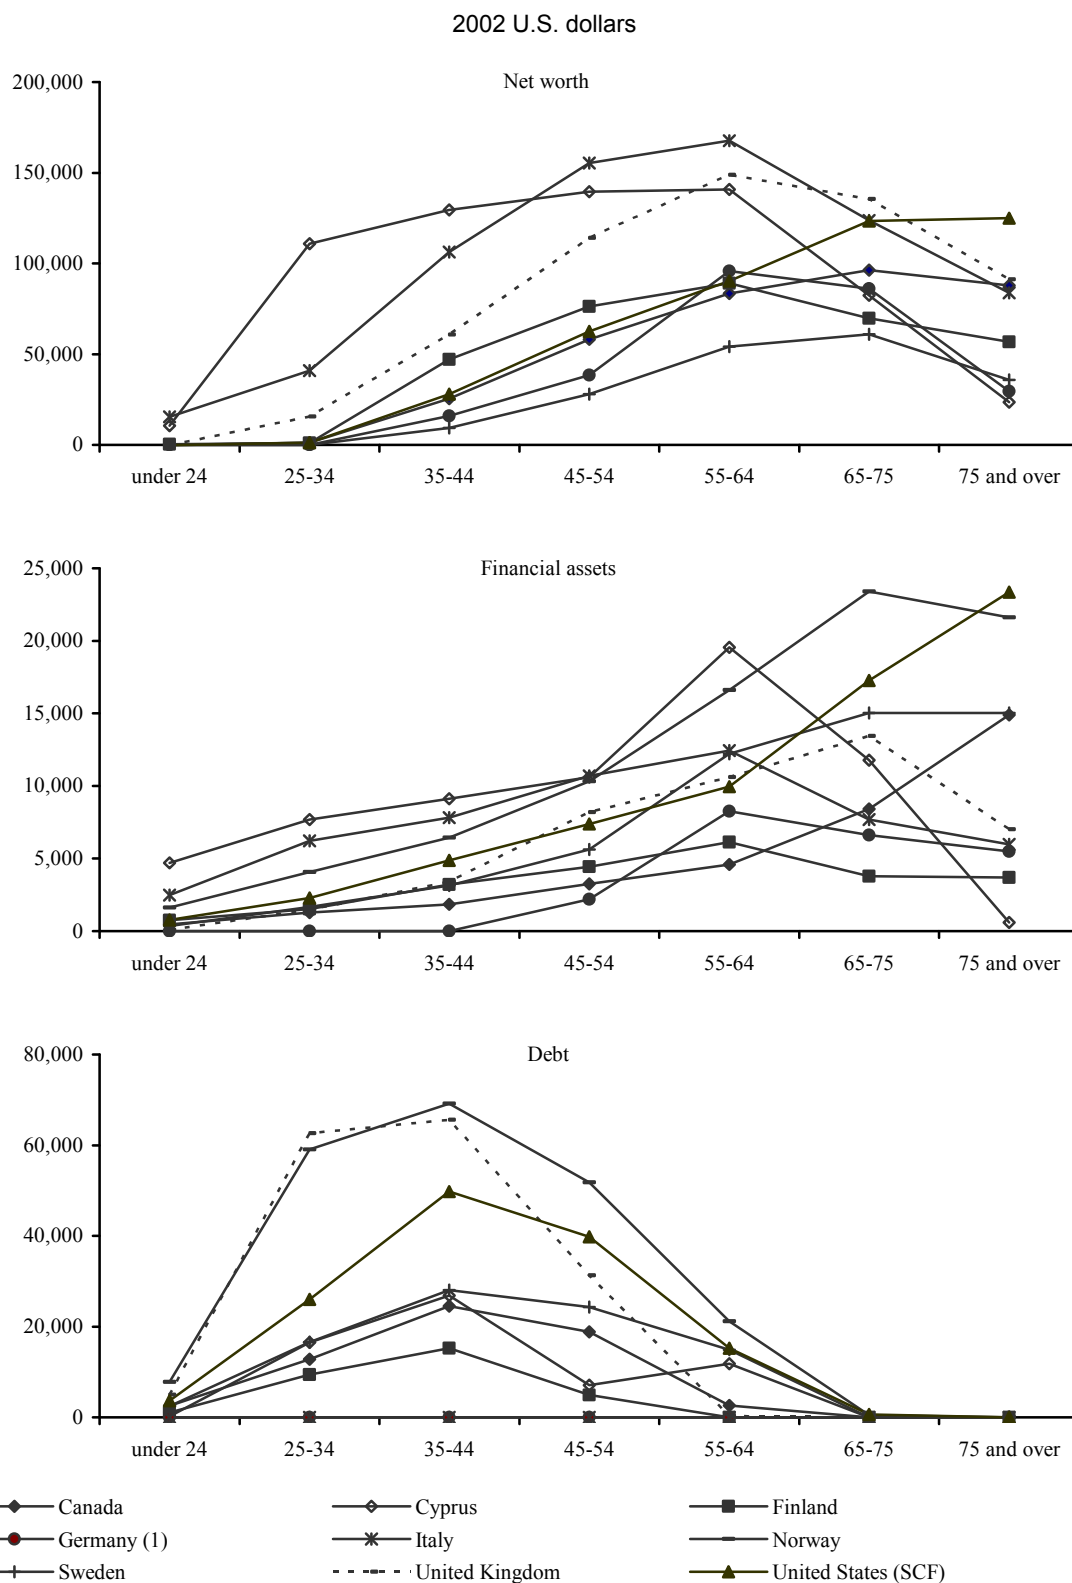 2002 U.S. dollars
Net worth
200,000
150,000
100,000
50,000
0
under 24 25-34 35-44 45-54 55-64 65-75 75 and over
Financial assets
25,000
20,000
15,000
10,000
5,000
0
under 24 25-34 35-44 45-54 55-64 65-75 75 and over
Debt
80,000
60,000
40,000
20,000
0
under 24 25-34 35-44 45-54 55-64 65-75 75 and over
Canada Cyprus Finland
Germany (1) Italy Norway
Sweden United Kingdom United States (SCF)